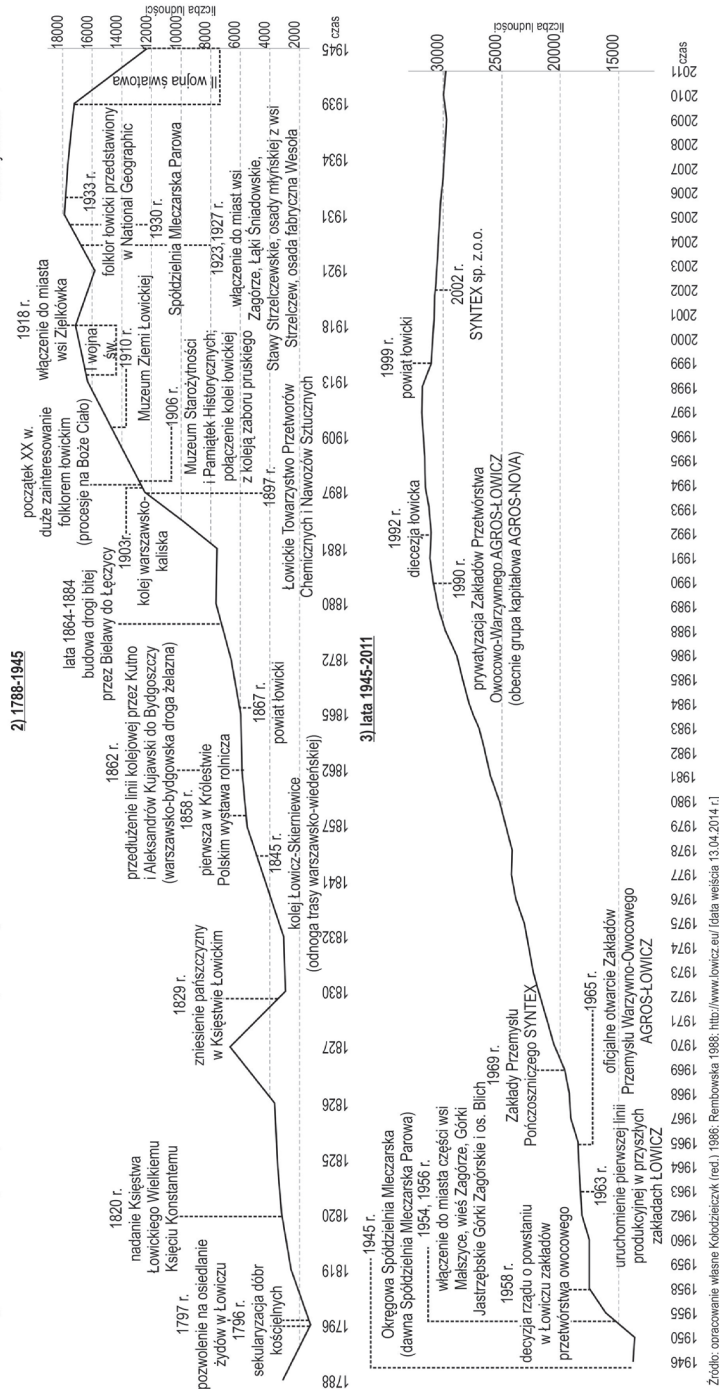 2) 1788-1945
1797 r.
pozwolenie na osiedlanie
żydów w Łowiczu
1796 r.
sekularyzacja dóbr
kościelnych
1820 r.
nadanie Księstwa
Łowickiego Wielkiemu
Księciu Konstantemu
1829 r.
zniesienie pańszczyzny
w Księstwie Łowickim
1845 r.
kolej Łowicz-Skierniewice
(odnoga trasy warszawsko-wiedeńskiej)
1862 r.
przedłużenie linii kolejowej przez Kutno
i Aleksandrów Kujawski do Bydgoszczy
(warszawsko-bydgowska droga żelazna)
1858 r.
pierwsza w Królestwie
Polskim wystawa rolnicza
1867 r.
powiat łowicki
lata 1864-1884
budowa drogi bitej
przez Bielawy do Łęczycy
początek XX w.
duże zainteresowanie
folklorem łowickim
(procesje na Boże Ciało)
1903r.
kolej warszawsko-
kaliska
1897 r.
Łowickie Towarzystwo Przetworów
Chemicznych i Nawozów Sztucznych
1906 r.
Muzeum Starożytności
i Pamiątek Historycznych;
połączenie kolei łowickiej
z koleją zaboru pruskiego
1910 r.
Muzeum Ziemi Łowickiej
1918 r.
włączenie do miasta
wsi Zielkówka
I wojna
św.
1933 r.
folklor łowicki przedstawiony
w National Geographic
1930 r.
Spółdzielnia Mleczarska Parowa
1923,1927 r.
włączenie do miast wsi
Zagórze, Łąki Śniadowskie,
Stawy Strzelczewskie, osady młyńskiej z wsi
Strzelczew, osada fabryczna Wesoła
II wojna światowa
liczba ludności
18000
16000
14000
12000
10000
8000
6000
4000
2000
1788
1796
1819
1820
1825
1826
1827
1830
1832
1841
1857
1862
1865
1872
1880
1881
1897
1909
1913
1918
1921
1931
1934
1939
1945
czas
3) lata 1945-2011
1945 r.
Okręgowa Spółdzielnia Mleczarska
(dawna Spółdzielnia Mleczarska Parowa)
1954, 1956 r.
włączenie do miasta części wsi
Małszyce, wieś Zagórze, Górki
Jastrzębskie Górki Zagórskie i os. Blich
1958 r.
decyzja rządu o powstaniu
w Łowiczu zakładów
przetwórstwa owocowego
1963 r.
uruchomienie pierwszej linii
produkcyjnej w przyszłych
zakładach ŁOWICZ
1969 r.
Zakłady Przemysłu
Pończoszniczego SYNTEX
1965 r.
oficjalne otwarcie Zakładów
Przemysłu Warzywno-Owocowego
AGROS-ŁOWICZ
1992 r.
diecezja łowicka
1990 r.
prywatyzacja Zakładów Przetwórstwa
Owocowo-Warzywnego AGROS-ŁOWICZ
(obecnie grupa kapitałowa AGROS-NOVA)
1999 r.
powiat łowicki
2002 r.
SYNTEX sp. z.o.o.
liczba ludności
30000
25000
20000
15000
1946
1950
1955
1958
1959
1960
1962
1963
1964
1965
1967
1968
1969
1970
1971
1972
1973
1974
1975
1976
1977
1978
1979
1980
1981
1982
1983
1984
1985
1986
1988
1989
1990
1991
1992
1993
1994
1995
1996
1997
1998
1999
2000
2001
2002
2003
2004
2005
2006
2007
2008
2009
2010
2011
czas
Źródło: opracowanie własne Kołodziejczyk (red.) 1986; Rembowska 1988; http://www.lowicz.eu/ [data wejścia 13.04.2014 r.]